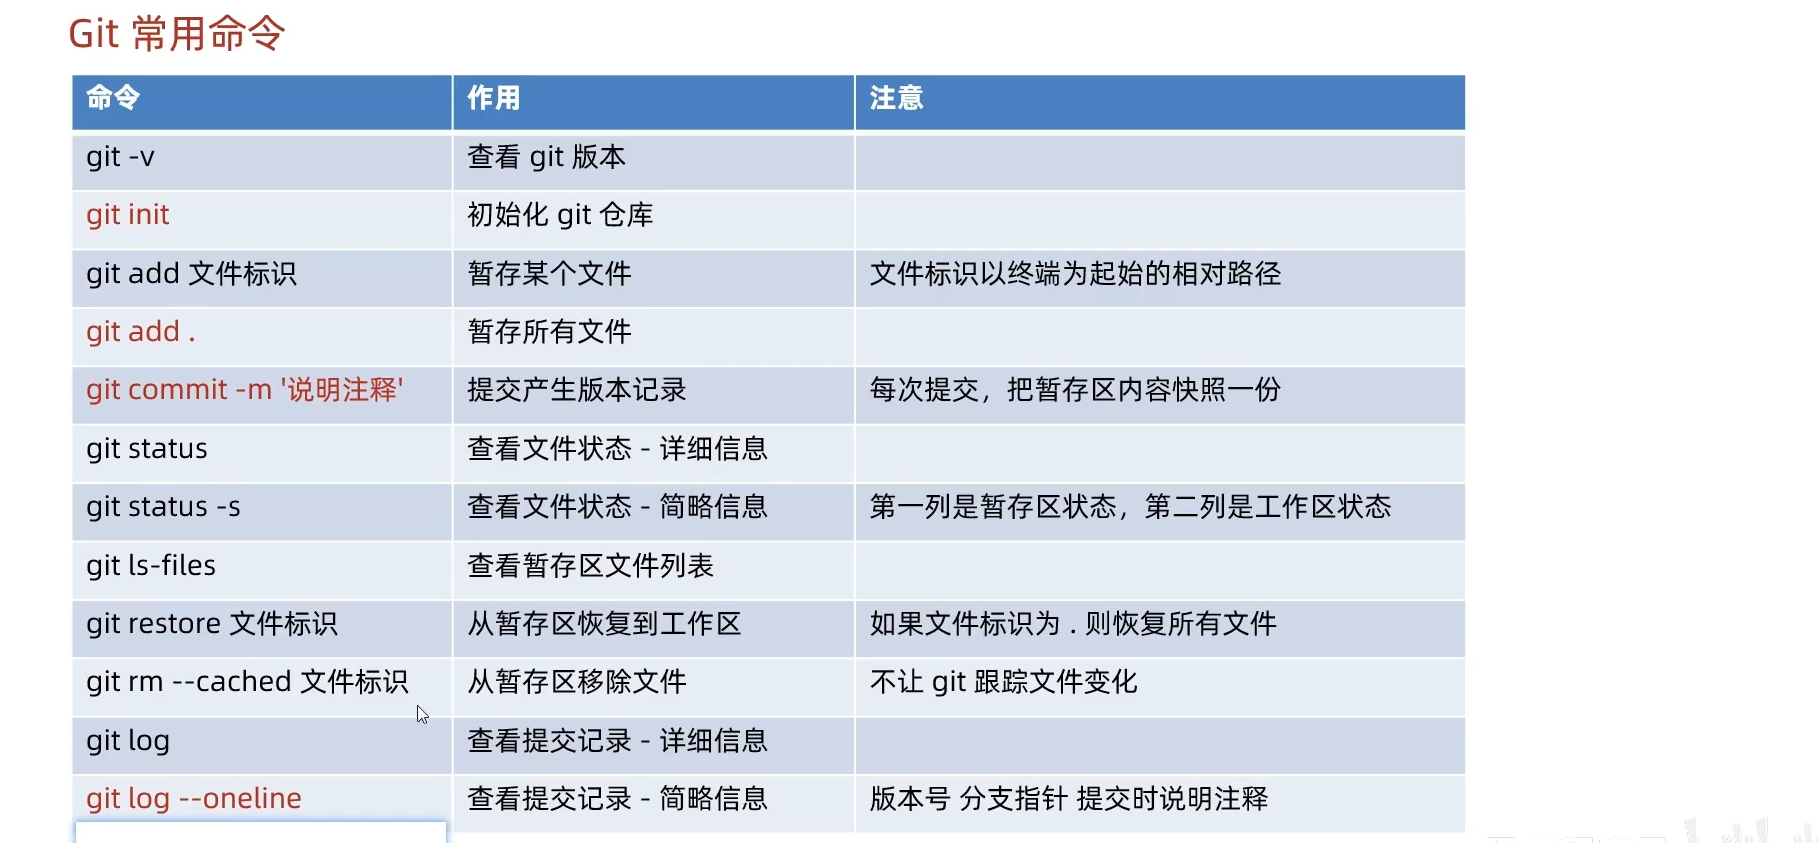 Git 常用命令
命令 作用 注意
git -v 查看 git 版本
git init 初始化 git 仓库
git add 文件标识 暂存某个文件 文件标识以终端为起始的相对路径
git add . 暂存所有文件
git commit -m '说明注释' 提交产生版本记录 每次提交，把暂存区内容快照一份
git status 查看文件状态 - 详细信息
git status -s 查看文件状态 - 简略信息 第一列是暂存区状态，第二列是工作区状态
git ls-files 查看暂存区文件列表
git restore 文件标识 从暂存区恢复到工作区 如果文件标识为 . 则恢复所有文件
git rm --cached 文件标识 从暂存区移除文件 不让 git 跟踪文件变化
git log 查看提交记录 - 详细信息
git log --oneline 查看提交记录 - 简略信息 版本号 分支指针 提交时说明注释